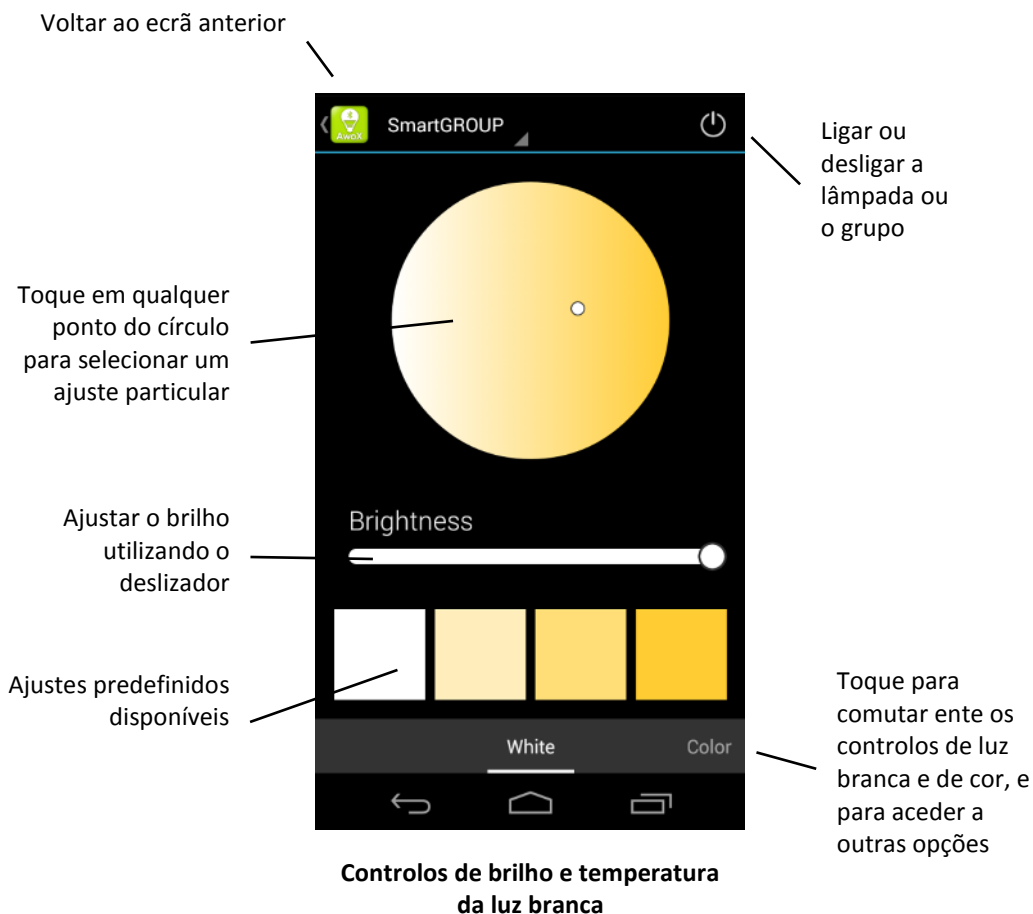 Voltar ao ecrã anterior
AwoX
SmartGROUP
Ligar ou
desligar a
lâmpada ou
o grupo
Toque em qualquer
ponto do círculo
para selecionar um
ajuste particular
Ajustar o brilho
utilizando o
deslizador
Brightness
Ajustes predefinidos
disponíveis
White
Color
Toque para
comutar ente os
controlos de luz
branca e de cor, e
para aceder a
outras opções
Controlos de brilho e temperatura
da luz branca